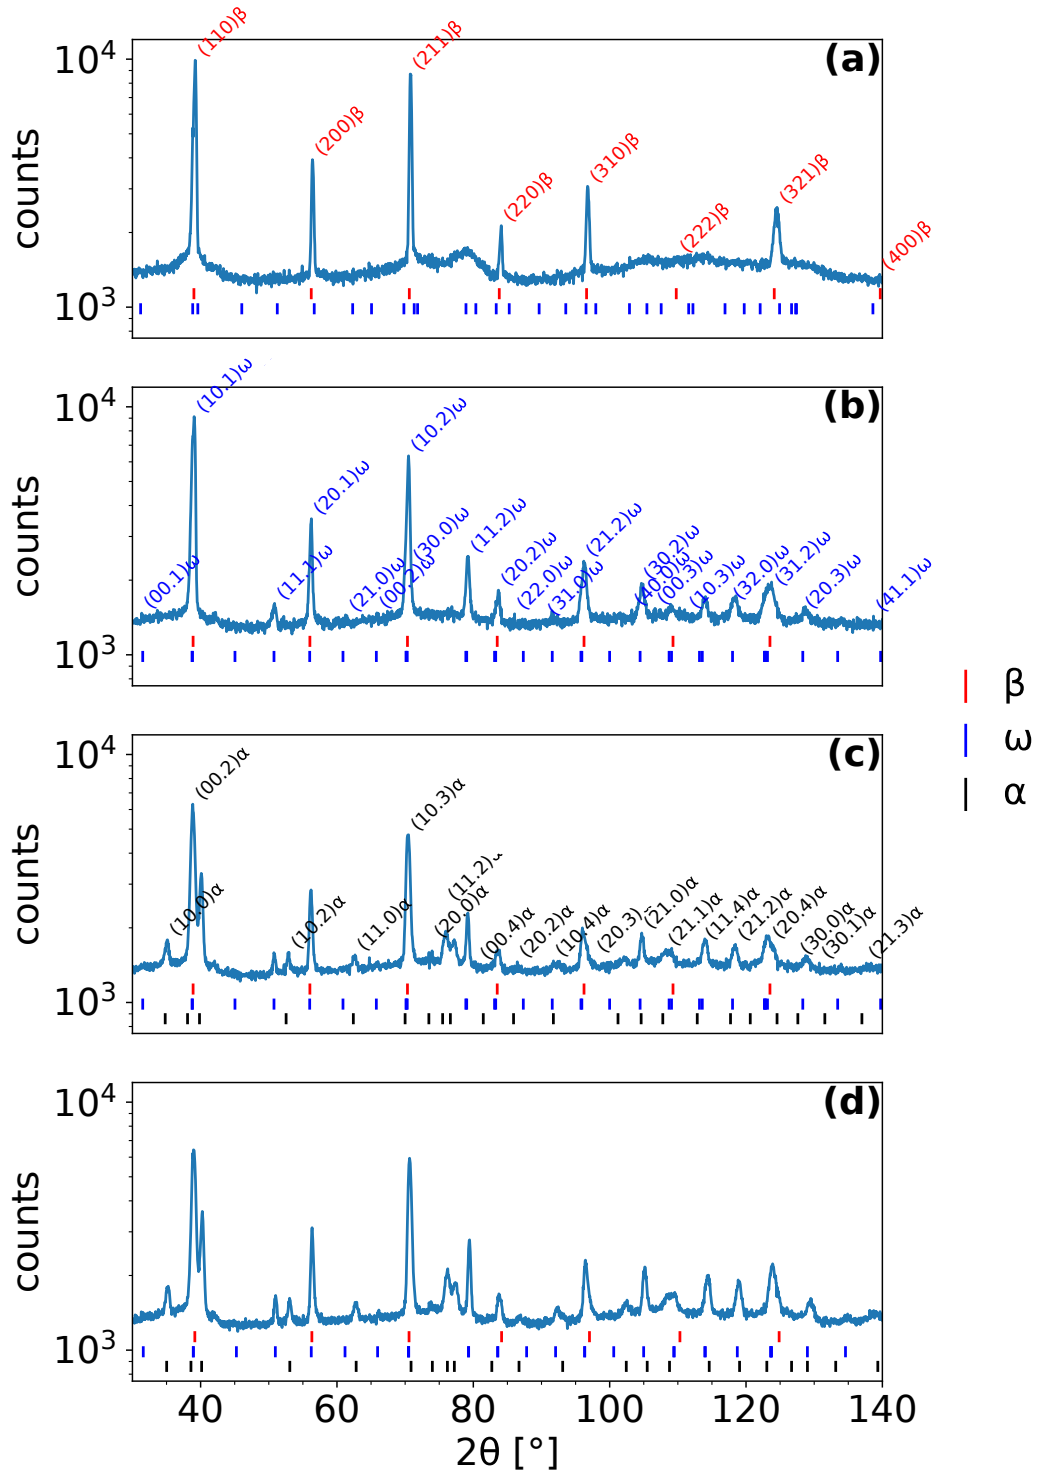 (110)β
(211)β
(a)
10^4
(200)β
(310)β
(321)β
(220)β
(222)β
(400)β
counts
10^3
(10.1)ω
(b)
10^4
(10.2)ω
(20.1)ω
(30.0)ω
(11.2)ω
(21.2)ω
(30.2)ω
(31.2)ω
(00.1)ω
(11.1)ω
(21.0)ω
(00.2)ω
(20.2)ω
(22.0)ω
(31.0)ω
(40.0)ω
(00.3)ω
(10.3)ω
(32.0)ω
(20.3)ω
(41.1)ω
counts
10^3
β
ω
α
(00.2)α
(c)
10^4
(10.3)α
(10.0)α
(10.2)α
(11.0)α
(20.0)α
(11.2)
(00.4)α
(20.2)α
(10.4)α
(20.3)
(21.0)α
(21.1)α
(11.4)α
(21.2)α
(20.4)α
(30.0)α
(30.1)α
(21.3)α
counts
10^3
(d)
10^4
counts
10^3
40 60 80 100 120 140
2θ [°]